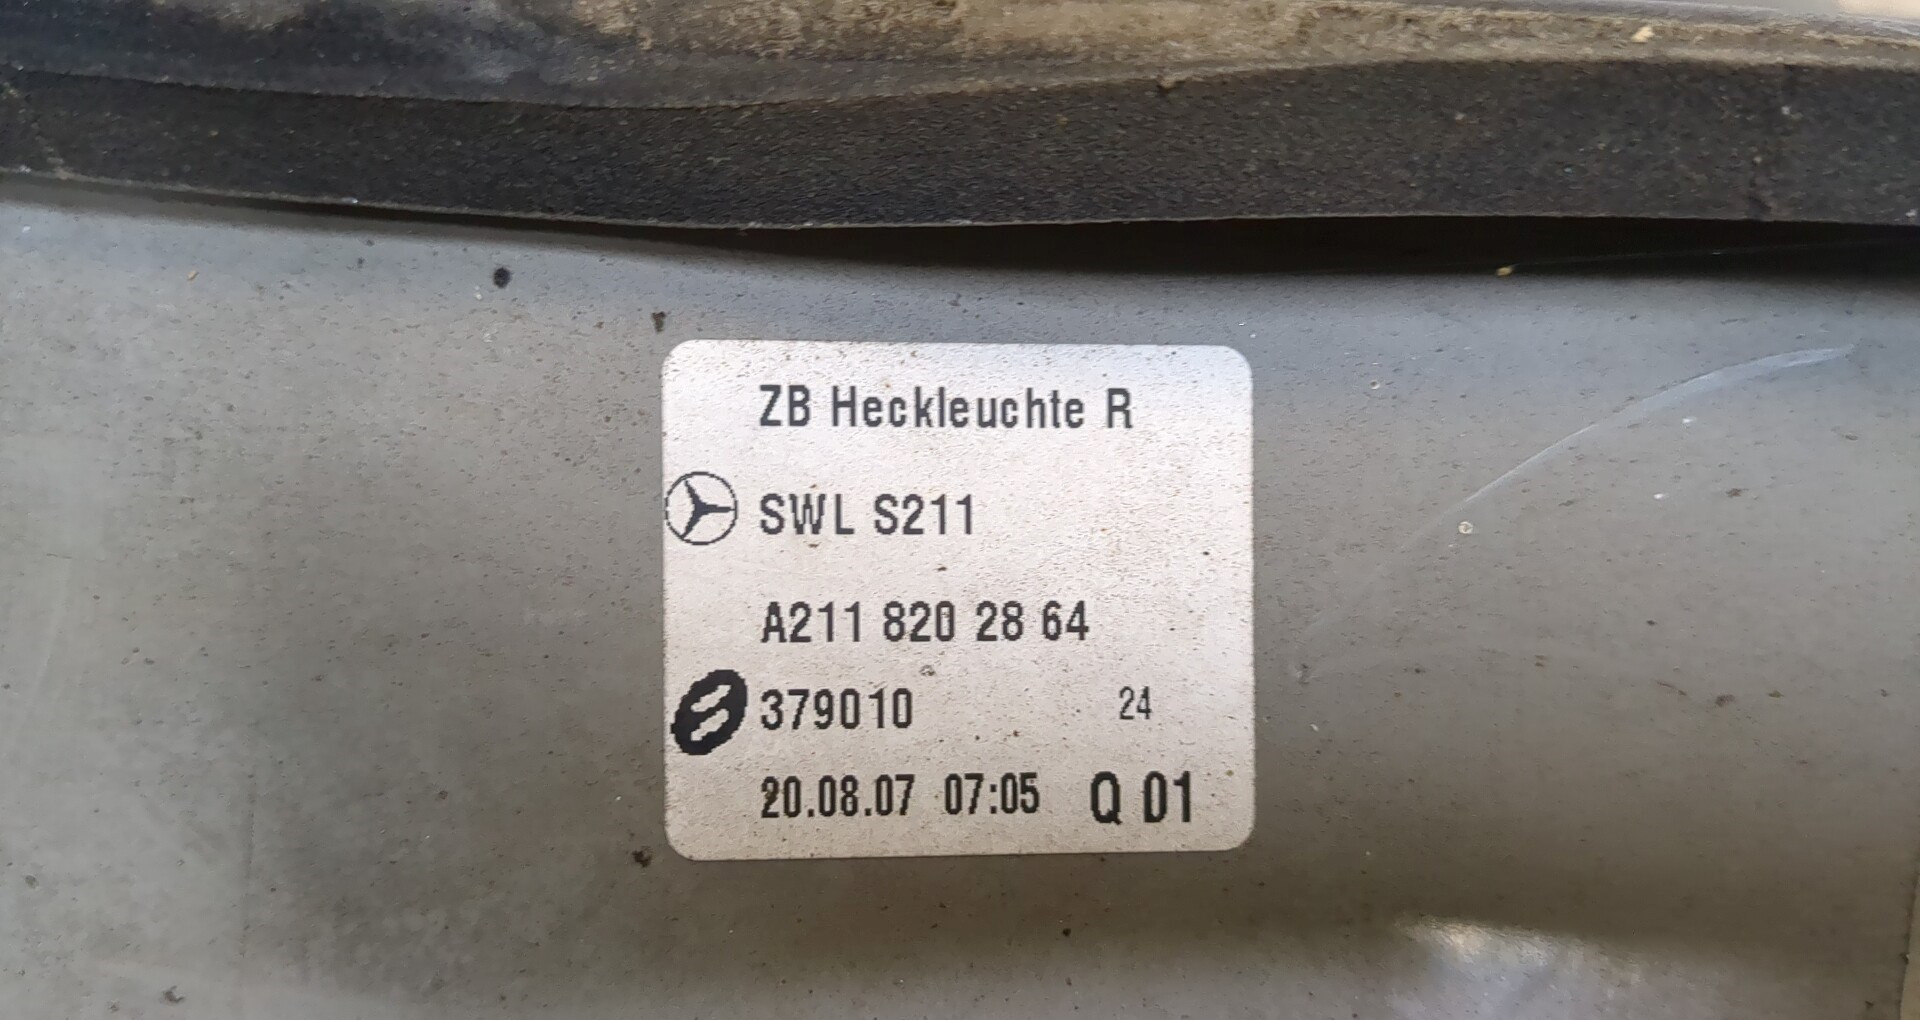 ZB Heckleuchte R
SWL S211
A211 820 28 64
379010 24
20.08.07 07:05 Q 01